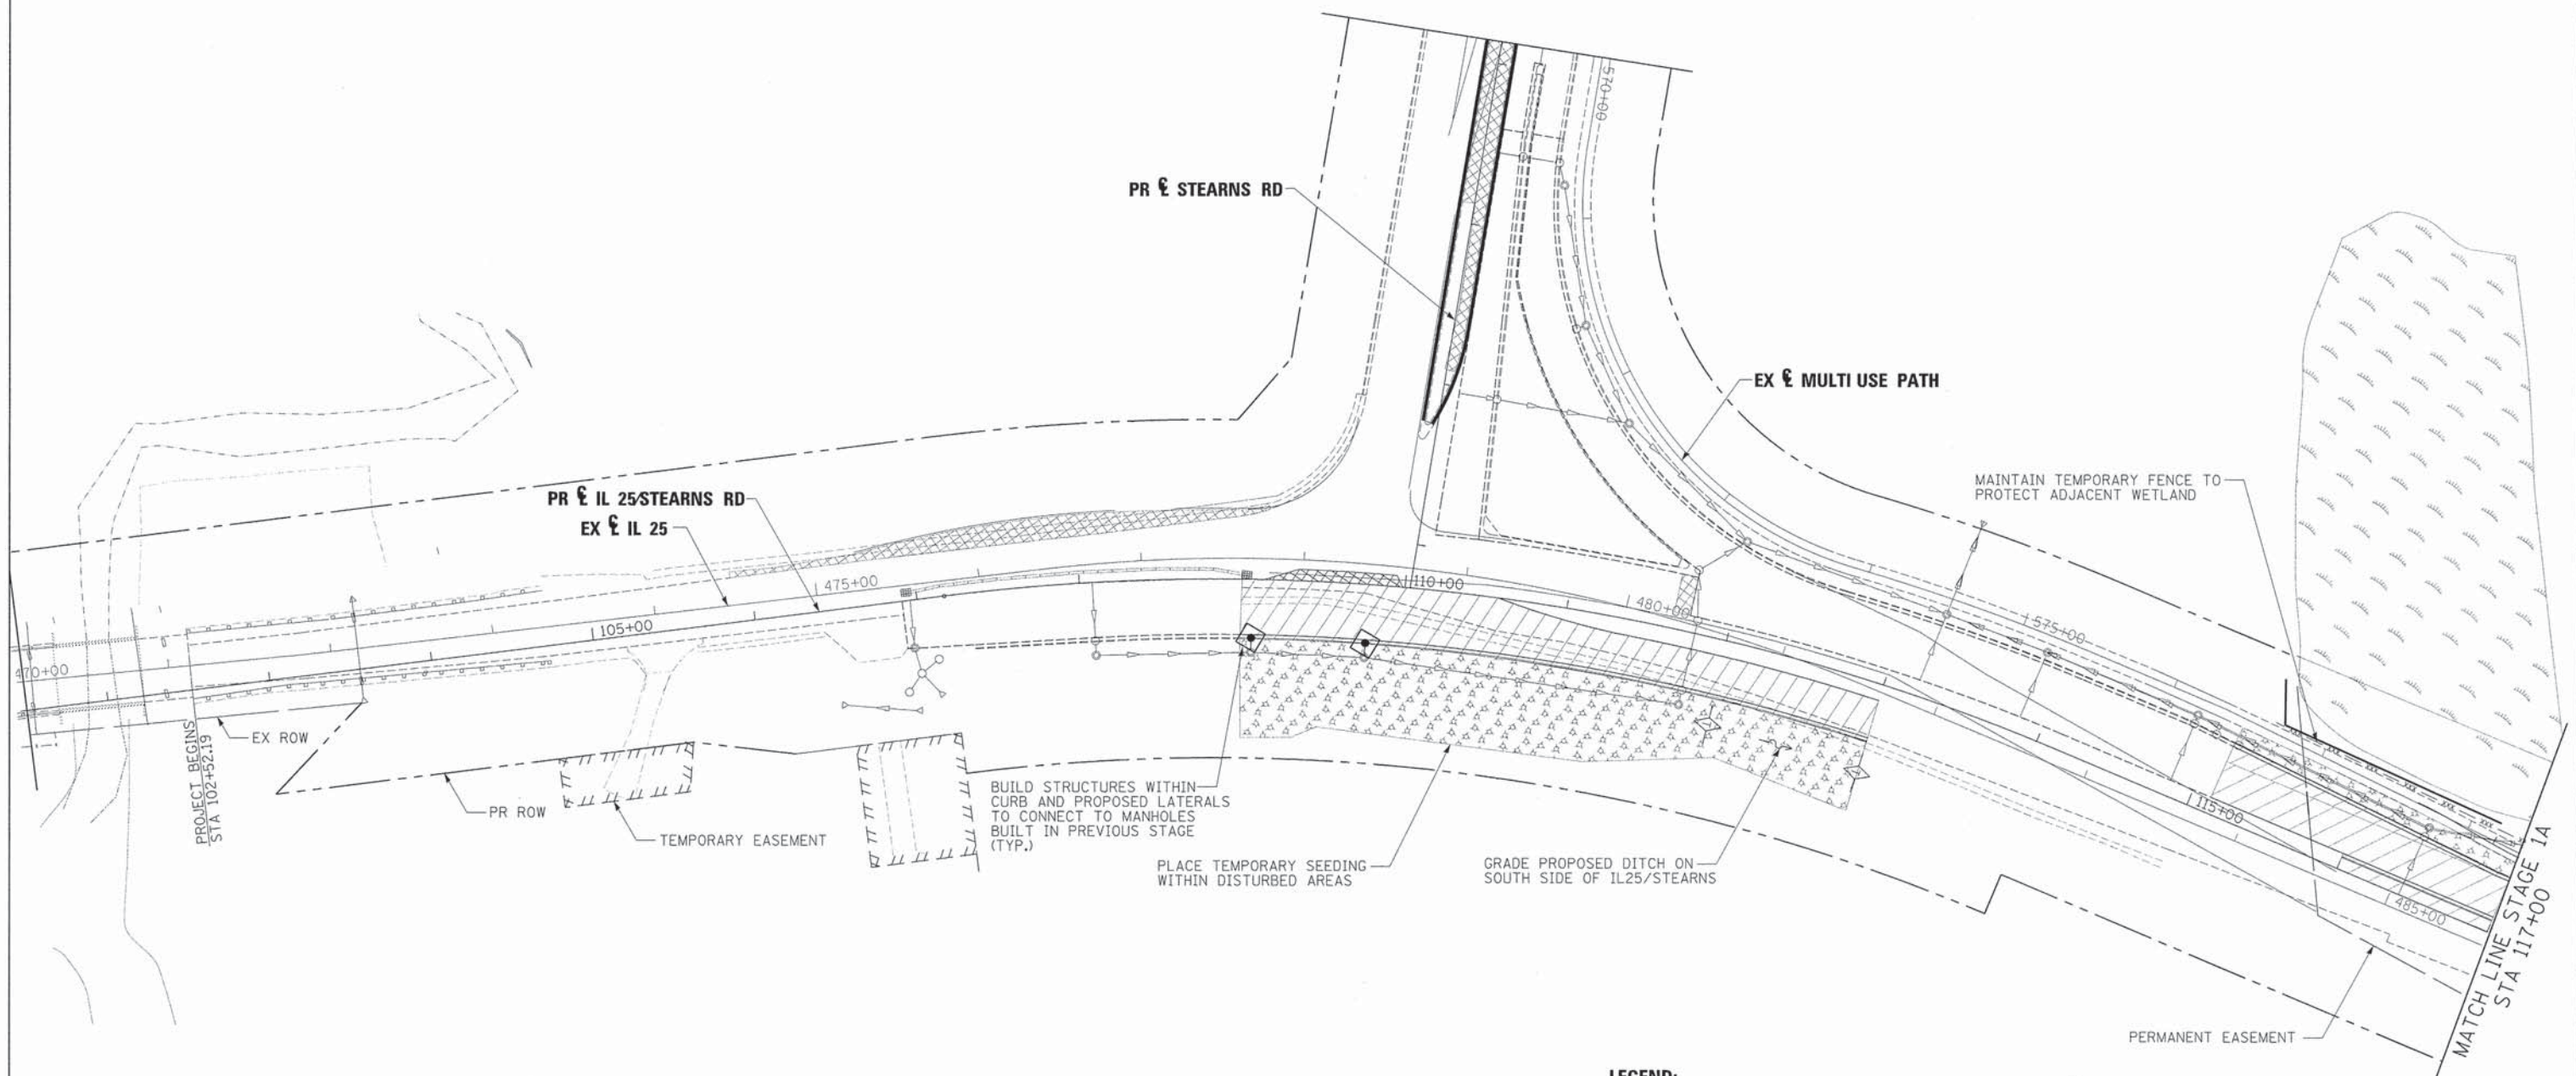 570+00
PR ℄ STEARNS RD
EX ℄ MULTI USE PATH
MAINTAIN TEMPORARY FENCE TO
PROTECT ADJACENT WETLAND
PR ℄ IL 25/STEARNS RD
EX ℄ IL 25
475+00
110+00
480+00
105+00
575+00
470+00
EX ROW
PROJECT BEGINS
STA 102+52.19
PR ROW
TEMPORARY EASEMENT
BUILD STRUCTURES WITHIN
CURB AND PROPOSED LATERALS
TO CONNECT TO MANHOLES
BUILT IN PREVIOUS STAGE
(TYP.)
PLACE TEMPORARY SEEDING
WITHIN DISTURBED AREAS
GRADE PROPOSED DITCH ON
SOUTH SIDE OF IL25/STEARNS
115+00
485+00
MATCH LINE STAGE 1A
STA 117+00
PERMANENT EASEMENT
LEGEND: